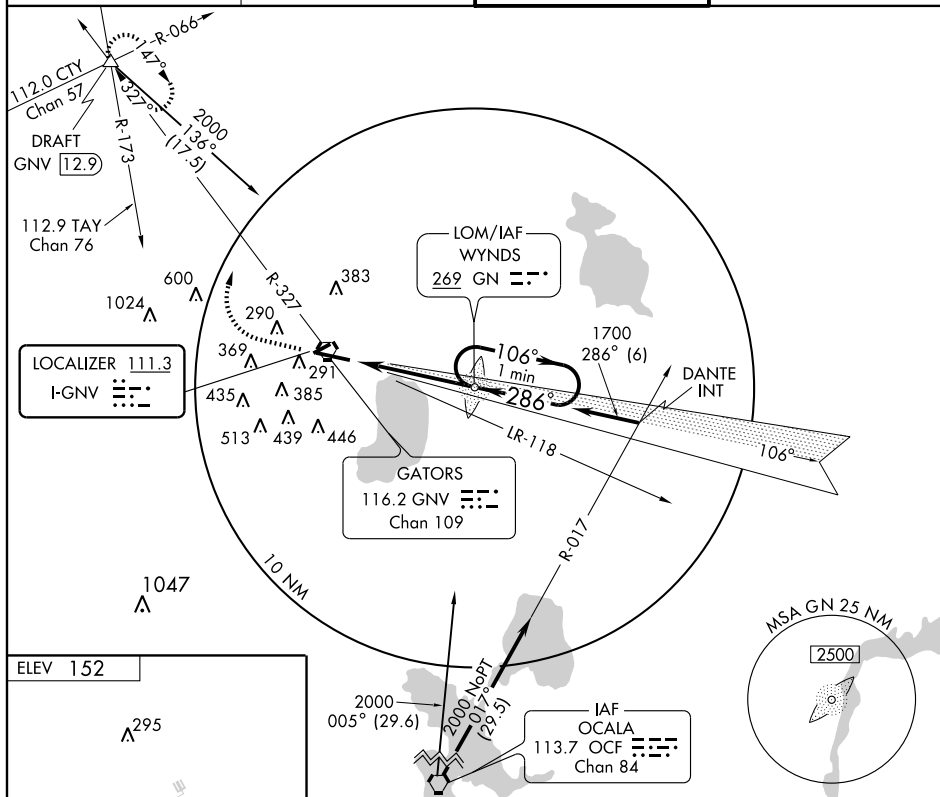 R-066
47°
327°
112.0 CTY
Chan 57
DRAFT
GNV 12.9
R-173
2000
136°
(17.5)
112.9 TAY
Chan 76
R-327
LOM/IAF
WYNDS
269 GN
383
600
1024
290
369
291
385
435
513
439
446
LOCALIZER 111.3
I-GNV
106°
1 min
286°
1700
286° (6)
DANTE
INT
LR-118
106°
GATORS
116.2 GNV
Chan 109
R-017
10 NM
1047
MSA GN 25 NM
2500
ELEV 152
295
2000
005° (29.6)
2000 NoPT
017°
(29.5)
IAF
OCALA
113.7 OCF
Chan 84